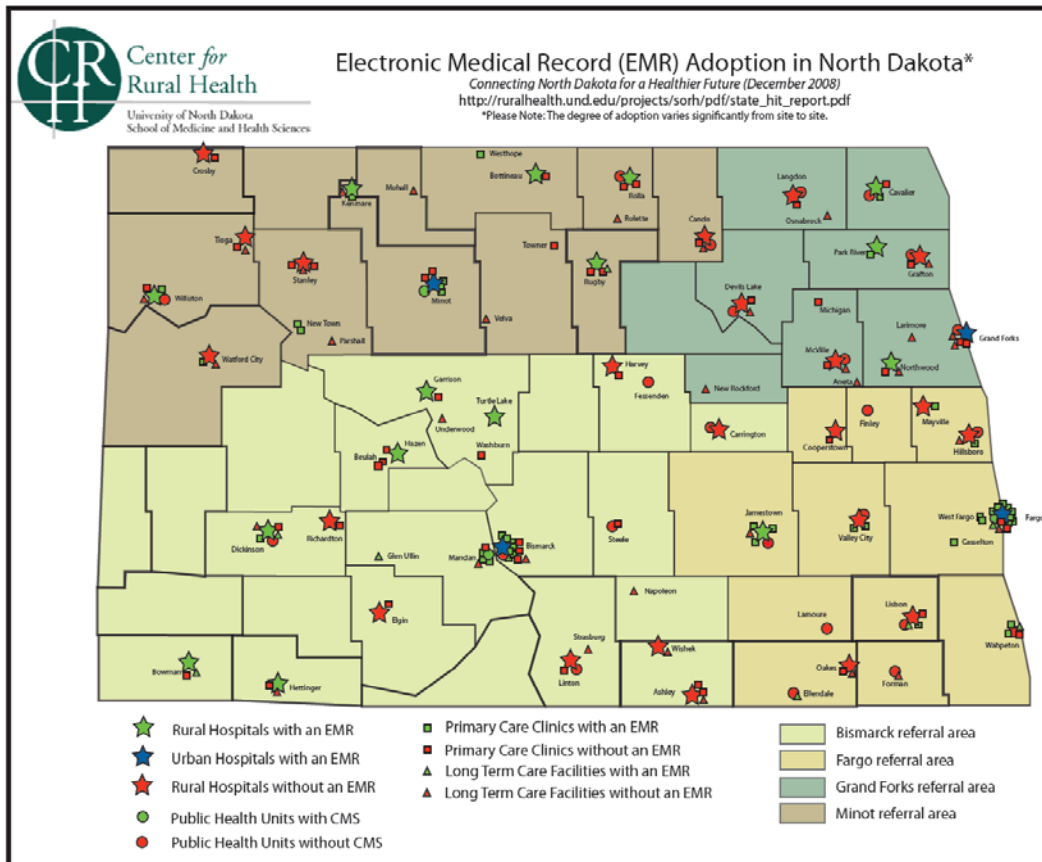 CRH
Center for
Rural Health
University of North Dakota
School of Medicine and Health Sciences
Electronic Medical Record (EMR) Adoption in North Dakota*
Connecting North Dakota for a Healthier Future (December 2008)
http://ruralhealth.und.edu/projects/sorh/pdf/state_hit_report.pdf
*Please Note: The degree of adoption varies significantly from site to site.
Crosby
Westhope
Bottineau
Mohall
Kenmare
Rolla
Rolette
Langdon
Osnabrock
Cavalier
Cando
Towner
Tioga
Stanley
Minot
Rugby
Park River
Grafton
Williston
New Town
Parshall
Velva
Devils Lake
Michigan
Larimore
Grand Forks
Watford City
McVille
Aneta
Northwood
Garrison
Harvey
Fessenden
New Rockford
Turtle Lake
Underwood
Washburn
Carrington
Cooperstown
Finley
Mayville
Hillsboro
Hazen
Beulah
Dickinson
Richardton
Glen Ullin
Mandan
Bismarck
Steele
Jamestown
Valley City
West Fargo
Fargo
Casselton
Elgin
Napoleon
Lamoure
Lisbon
Wahpeton
Strasburg
Linton
Wishek
Ashley
Oakes
Ellendale
Forman
Bowman
Hettinger
Rural Hospitals with an EMR
Urban Hospitals with an EMR
Rural Hospitals without an EMR
Public Health Units with CMS
Public Health Units without CMS
Primary Care Clinics with an EMR
Primary Care Clinics without an EMR
Long Term Care Facilities with an EMR
Long Term Care Facilities without an EMR
Bismarck referral area
Fargo referral area
Grand Forks referral area
Minot referral area